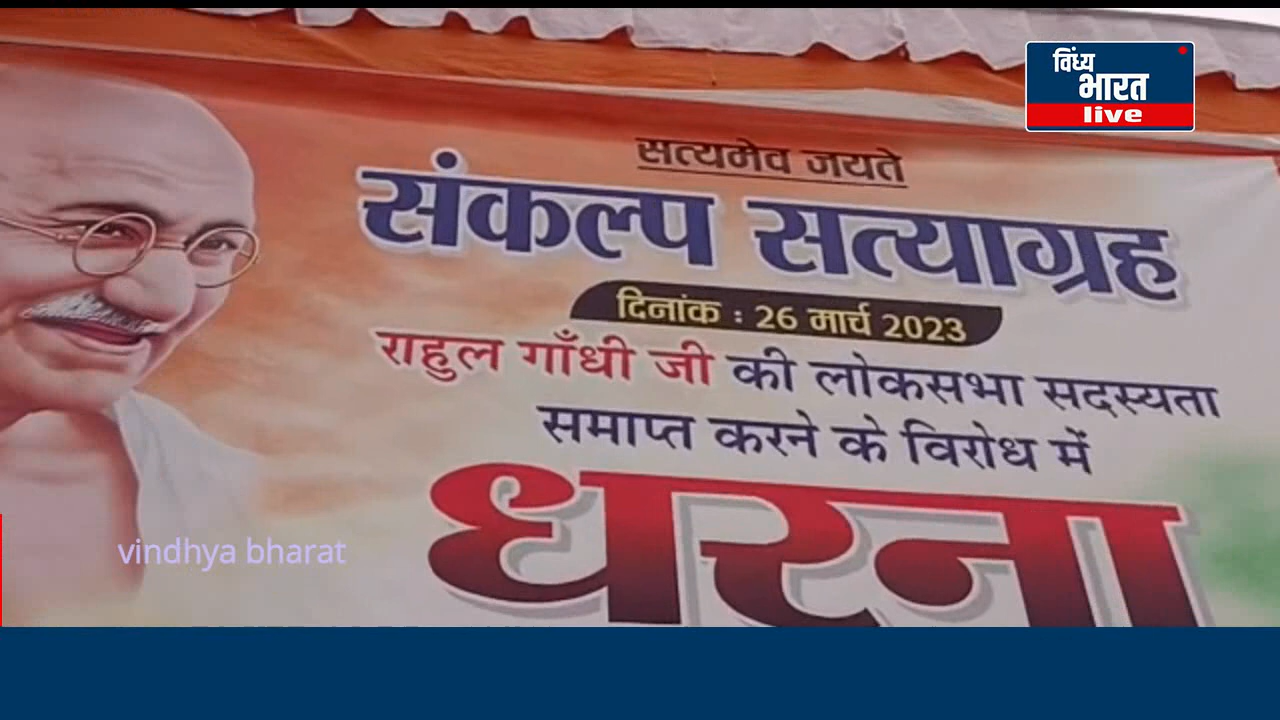 विंध्य
भारत
live
सत्यमेव जयते
संकल्प सत्याग्रह
दिनांक : 26 मार्च 2023
राहुल गाँधी जी की लोकसभा सदस्यता
समाप्त करने के विरोध में
धरना
vindhya bharat